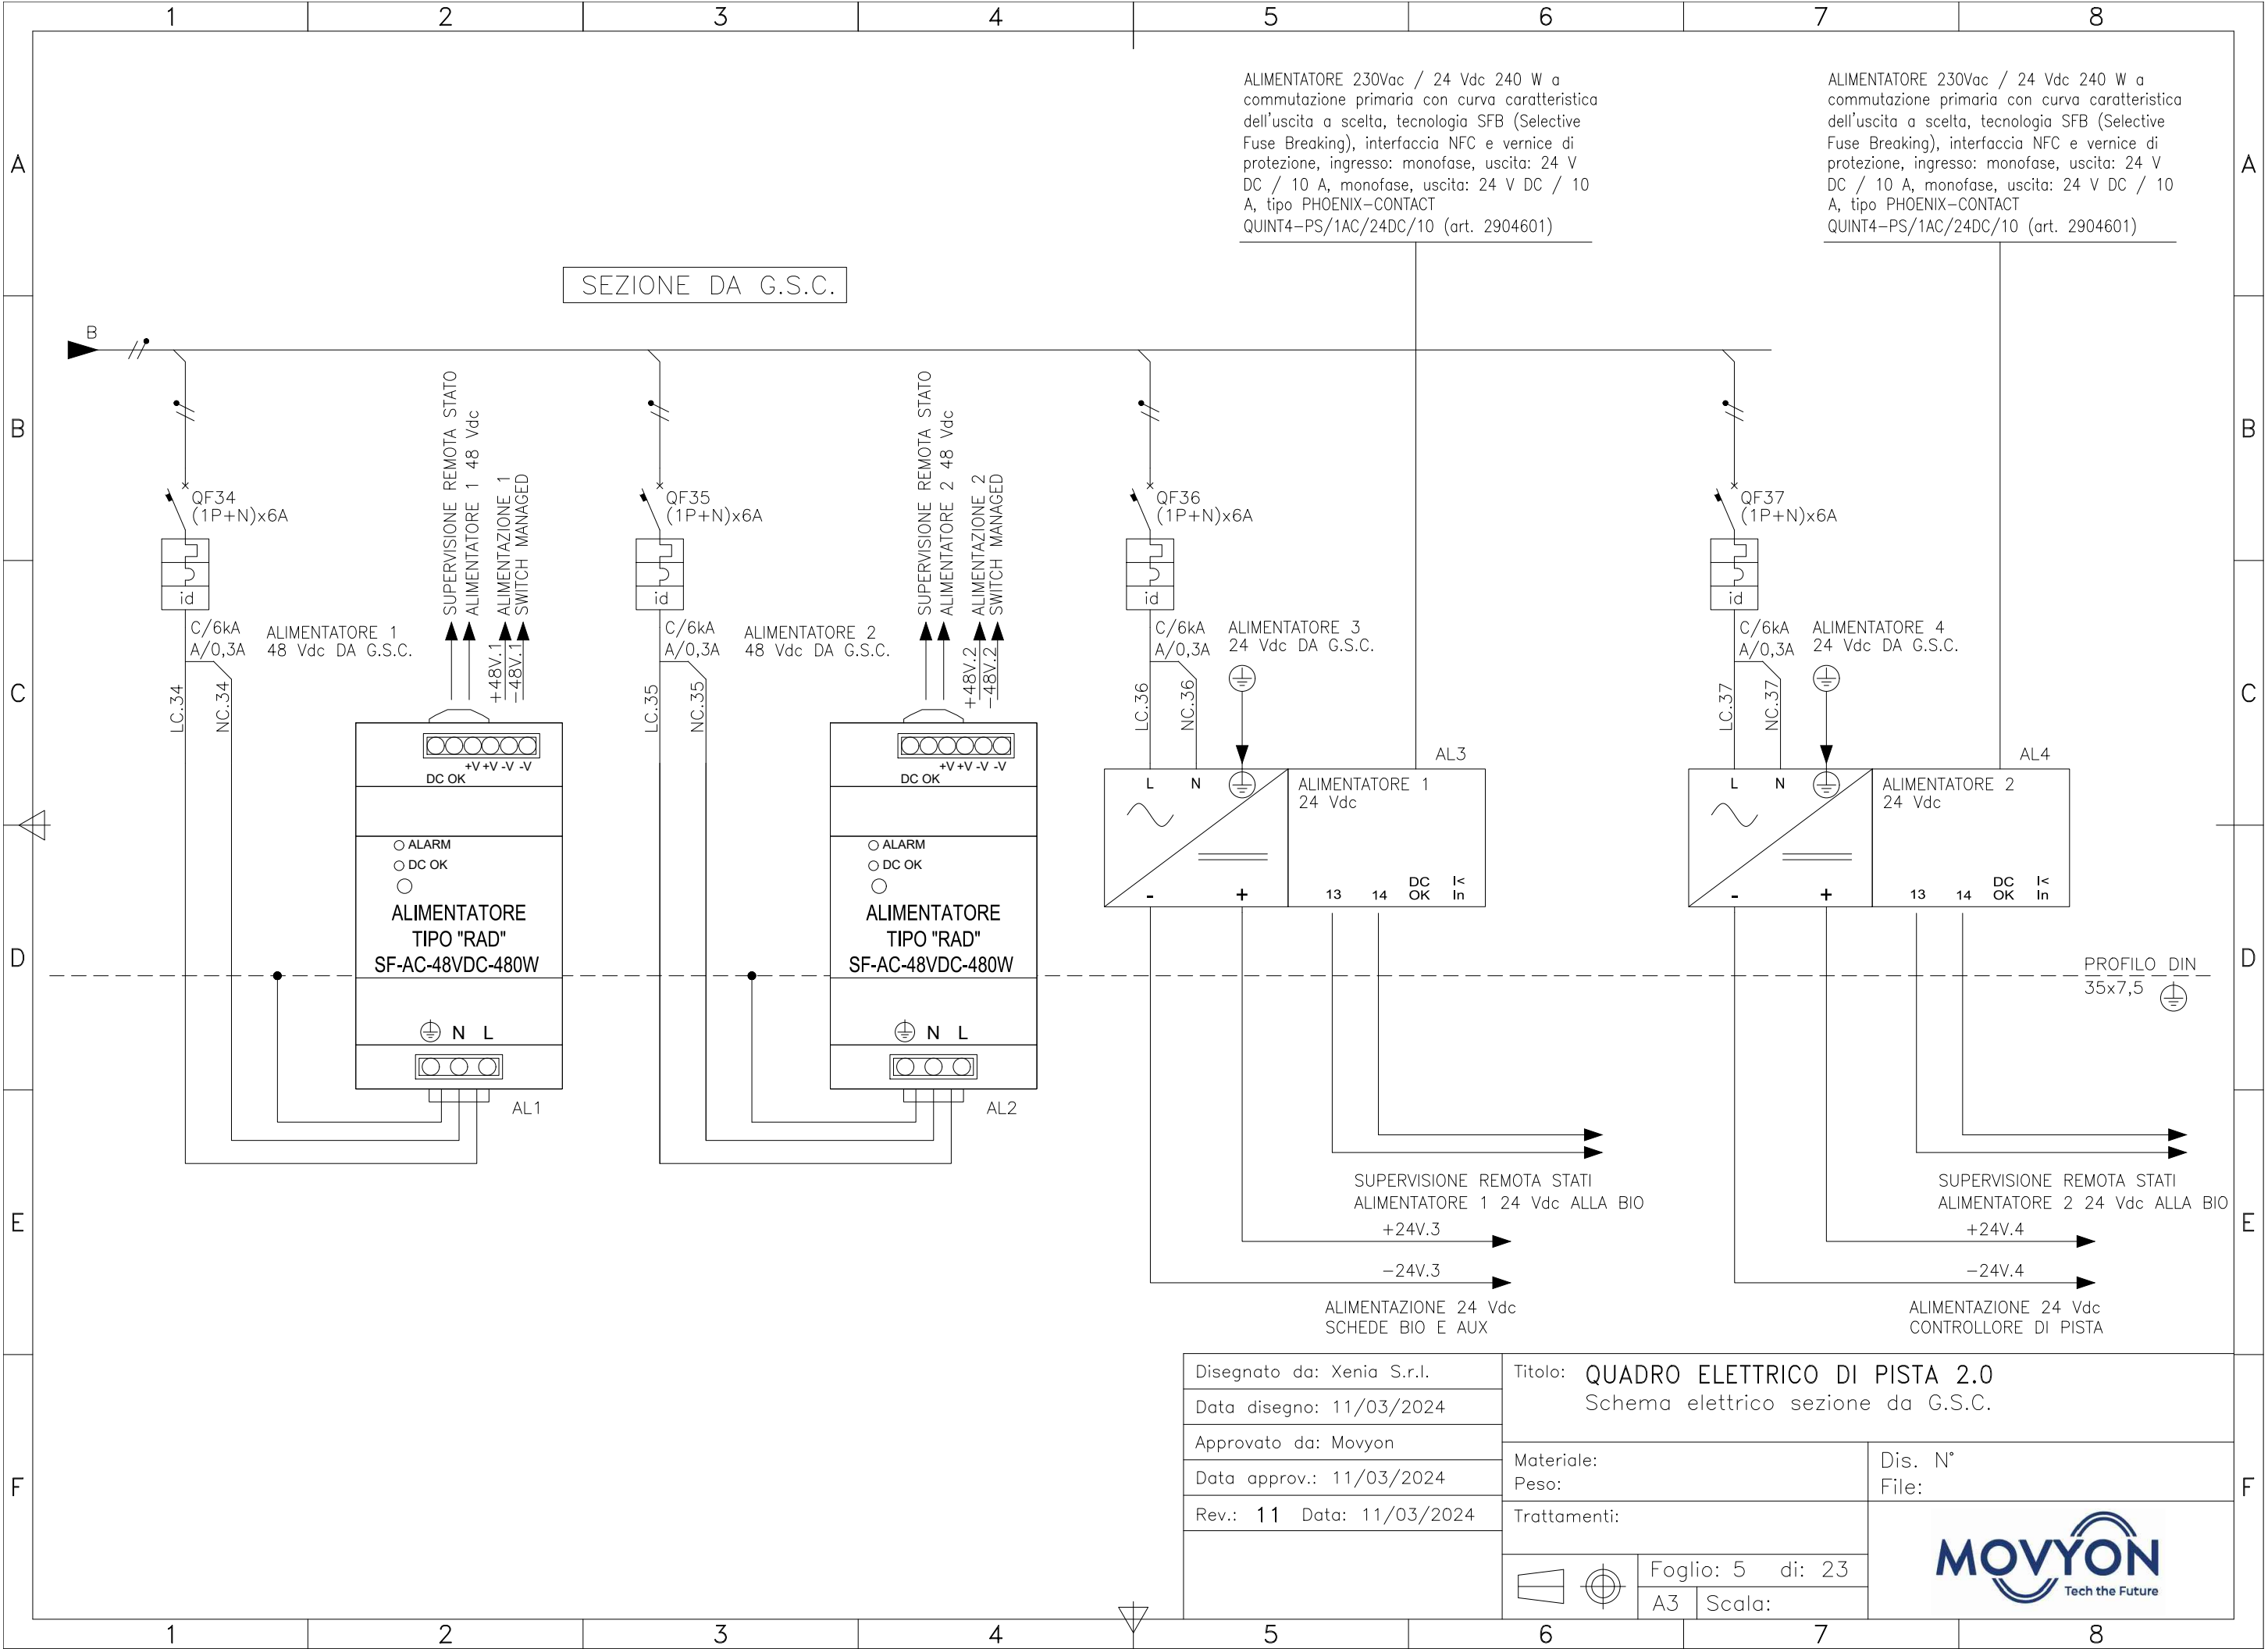 1 2 3 4 5 6 7 8
ALIMENTATORE 230Vac / 24 Vdc 240 W a
commutazione primaria con curva caratteristica
dell'uscita a scelta, tecnologia SFB (Selective
Fuse Breaking), interfaccia NFC e vernice di
protezione, ingresso: monofase, uscita: 24 V
DC / 10 A, monofase, uscita: 24 V DC / 10
A, tipo PHOENIX-CONTACT
QUINT4-PS/1AC/24DC/10 (art. 2904601)
ALIMENTATORE 230Vac / 24 Vdc 240 W a
commutazione primaria con curva caratteristica
dell'uscita a scelta, tecnologia SFB (Selective
Fuse Breaking), interfaccia NFC e vernice di
protezione, ingresso: monofase, uscita: 24 V
DC / 10 A, monofase, uscita: 24 V DC / 10
A, tipo PHOENIX-CONTACT
QUINT4-PS/1AC/24DC/10 (art. 2904601)
A A
SEZIONE DA G.S.C.
B
B B
QF34
(1P+N)x6A
id
C/6kA
A/0,3A
LC.34
NC.34
ALIMENTATORE 1
48 Vdc DA G.S.C.
SUPERVISIONE REMOTA STATO
ALIMENTATORE 1 48 Vdc
ALIMENTAZIONE 1
SWITCH MANAGED
+48V.1
-48V.1
QF35
(1P+N)x6A
id
C/6kA
A/0,3A
LC.35
NC.35
ALIMENTATORE 2
48 Vdc DA G.S.C.
SUPERVISIONE REMOTA STATO
ALIMENTATORE 2 48 Vdc
ALIMENTAZIONE 2
SWITCH MANAGED
+48V.2
-48V.2
QF36
(1P+N)x6A
id
C/6kA
A/0,3A
LC.36
NC.36
ALIMENTATORE 3
24 Vdc DA G.S.C.
QF37
(1P+N)x6A
id
C/6kA
A/0,3A
LC.37
NC.37
ALIMENTATORE 4
24 Vdc DA G.S.C.
C C
+V +V -V -V
DC OK
ALARM
DC OK
ALIMENTATORE
TIPO "RAD"
SF-AC-48VDC-480W
N L
AL1
+V +V -V -V
DC OK
ALARM
DC OK
ALIMENTATORE
TIPO "RAD"
SF-AC-48VDC-480W
N L
AL2
AL3
L N
ALIMENTATORE 1
24 Vdc
- + 13 14 DC OK I< In
AL4
L N
ALIMENTATORE 2
24 Vdc
- + 13 14 DC OK I< In
D D
PROFILO DIN
35x7,5
SUPERVISIONE REMOTA STATI
ALIMENTATORE 1 24 Vdc ALLA BIO
+24V.3
-24V.3
ALIMENTAZIONE 24 Vdc
SCHEDE BIO E AUX
SUPERVISIONE REMOTA STATI
ALIMENTATORE 2 24 Vdc ALLA BIO
+24V.4
-24V.4
ALIMENTAZIONE 24 Vdc
CONTROLLORE DI PISTA
E E
Disegnato da: Xenia S.r.l.
Data disegno: 11/03/2024
Approvato da: Movyon
Data approv.: 11/03/2024
Rev.: 11 Data: 11/03/2024
Titolo: QUADRO ELETTRICO DI PISTA 2.0
Schema elettrico sezione da G.S.C.
Materiale:
Peso:
Dis. N°
File:
Trattamenti:
Foglio: 5 di: 23
A3 Scala:
MOVYON
Tech the Future
F F
1 2 3 4 5 6 7 8